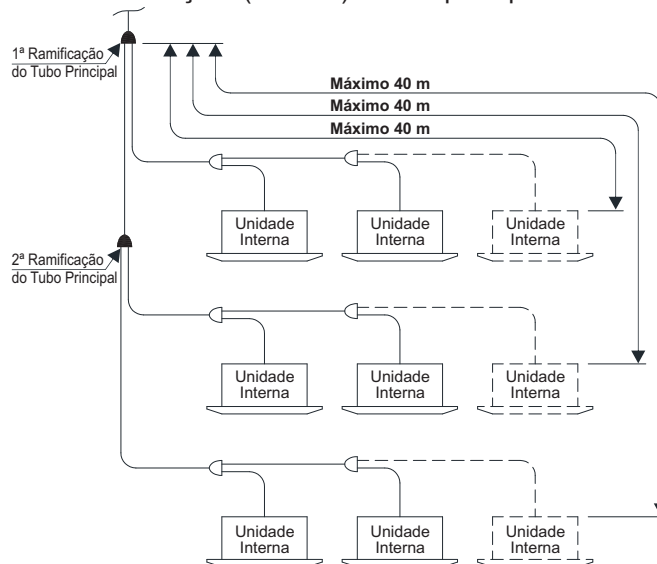 1ª Ramificação
do Tubo Principal
Máximo 40 m
Máximo 40 m
Máximo 40 m
Unidade
Interna
Unidade
Interna
Unidade
Interna
2ª Ramificação
do Tubo Principal
Unidade
Interna
Unidade
Interna
Unidade
Interna
Unidade
Interna
Unidade
Interna
Unidade
Interna